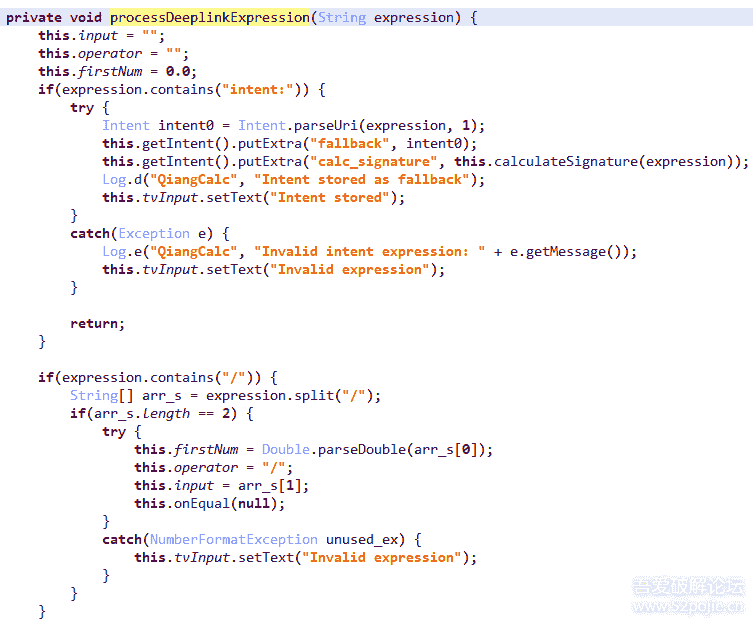 private void processDeeplinkExpression(String expression) {
    this.input = "";
    this.operator = "";
    this.firstNum = 0.0;
    if(expression.contains("intent:")) {
        try {
            Intent intent0 = Intent.parseUri(expression, 1);
            this.getIntent().putExtra("fallback", intent0);
            this.getIntent().putExtra("calc_signature", this.calculateSignature(expression));
            Log.d("QiangCalc", "Intent stored as fallback");
            this.tvInput.setText("Intent stored");
        }
        catch(Exception e) {
            Log.e("QiangCalc", "Invalid intent expression: " + e.getMessage());
            this.tvInput.setText("Invalid expression");
        }

        return;
    }

    if(expression.contains("/")) {
        String[] arr_s = expression.split("/");
        if(arr_s.length == 2) {
            try {
                this.firstNum = Double.parseDouble(arr_s[0]);
                this.operator = "/";
                this.input = arr_s[1];
                this.onEqual(null);
            }
            catch(NumberFormatException unused_ex) {
                this.tvInput.setText("Invalid expression");
            }
        }
    }
吾爱破解论坛
www.52pojie.cn